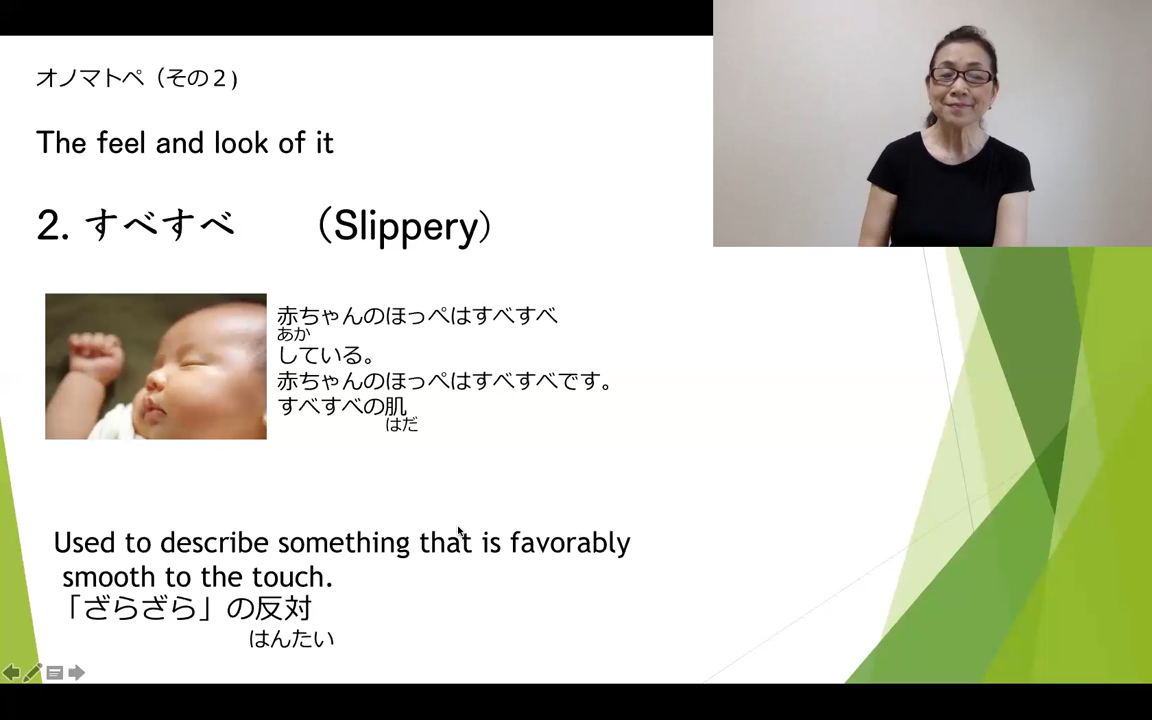 オノマトペ（その２)
The feel and look of it
2. すべすべ　（Slippery）
赤ちゃんのほっぺはすべすべ
あか
している。
赤ちゃんのほっぺはすべすべです。
すべすべの肌
はだ
Used to describe something that is favorably
smooth to the touch.
「ざらざら」の反対
はんたい